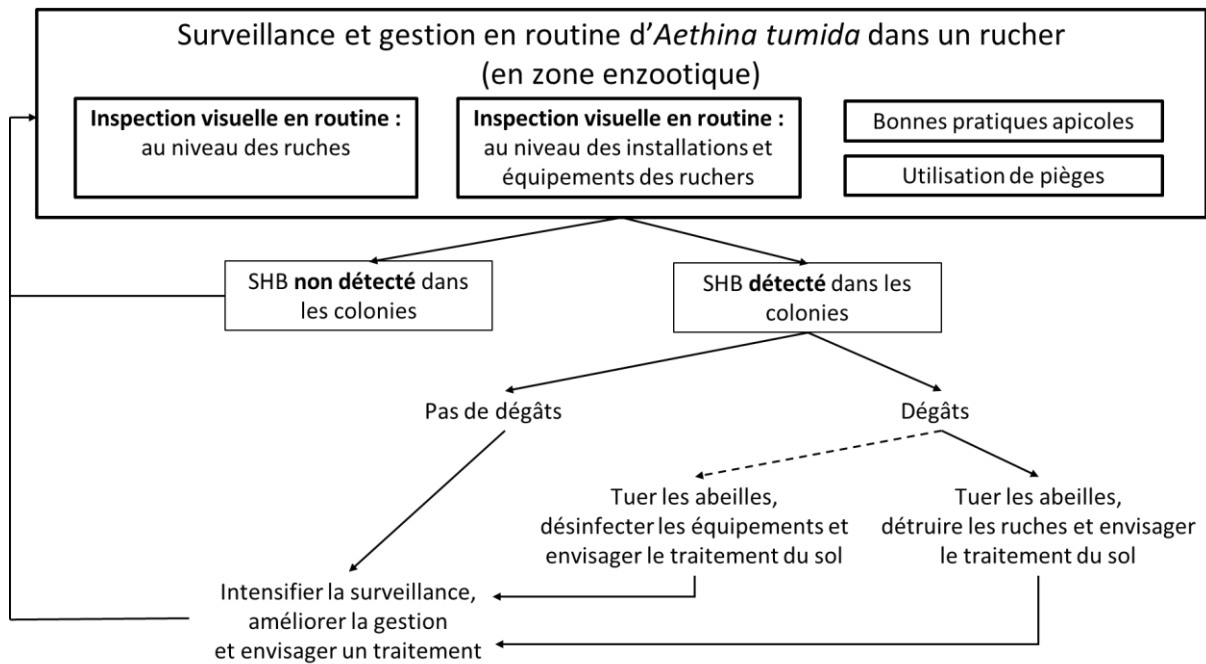 Surveillance et gestion en routine d’Aethina tumida dans un rucher
(en zone enzootique)
Inspection visuelle en routine :
au niveau des ruches
Inspection visuelle en routine :
au niveau des installations et
équipements des ruchers
Bonnes pratiques apicoles
Utilisation de pièges
SHB non détecté dans
les colonies
SHB détecté dans les
colonies
Pas de dégâts
Dégâts
Tuer les abeilles,
désinfecter les équipements et
envisager le traitement du sol
Tuer les abeilles,
détruire les ruches et envisager
le traitement du sol
Intensifier la surveillance,
améliorer la gestion
et envisager un traitement